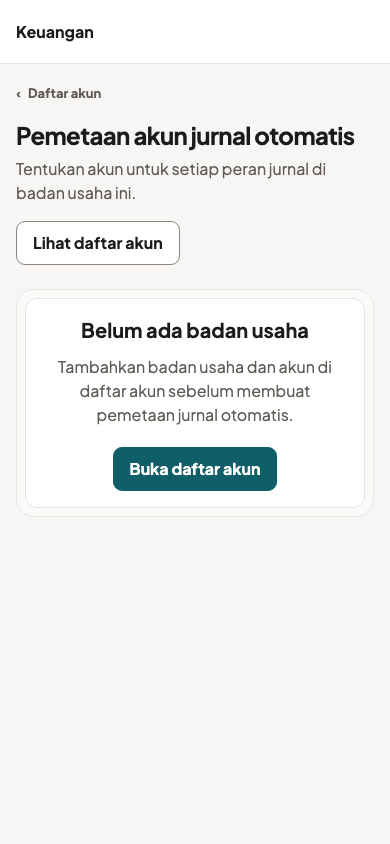 Keuangan
‹ Daftar akun
Pemetaan akun jurnal otomatis
Tentukan akun untuk setiap peran jurnal di
badan usaha ini.
Lihat daftar akun
Belum ada badan usaha
Tambahkan badan usaha dan akun di
daftar akun sebelum membuat
pemetaan jurnal otomatis.
Buka daftar akun